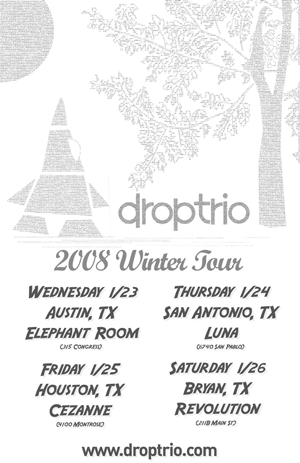 droptrio
2008 Winter Tour
Wednesday 1/23
Austin, TX
Elephant Room
(315 Congress)
Thursday 1/24
San Antonio, TX
Luna
(6740 San Pablo)
Friday 1/25
Houston, TX
Cezanne
(4100 Montrose)
Saturday 1/26
Bryan, TX
Revolution
(211B Main St.)
www.droptrio.com